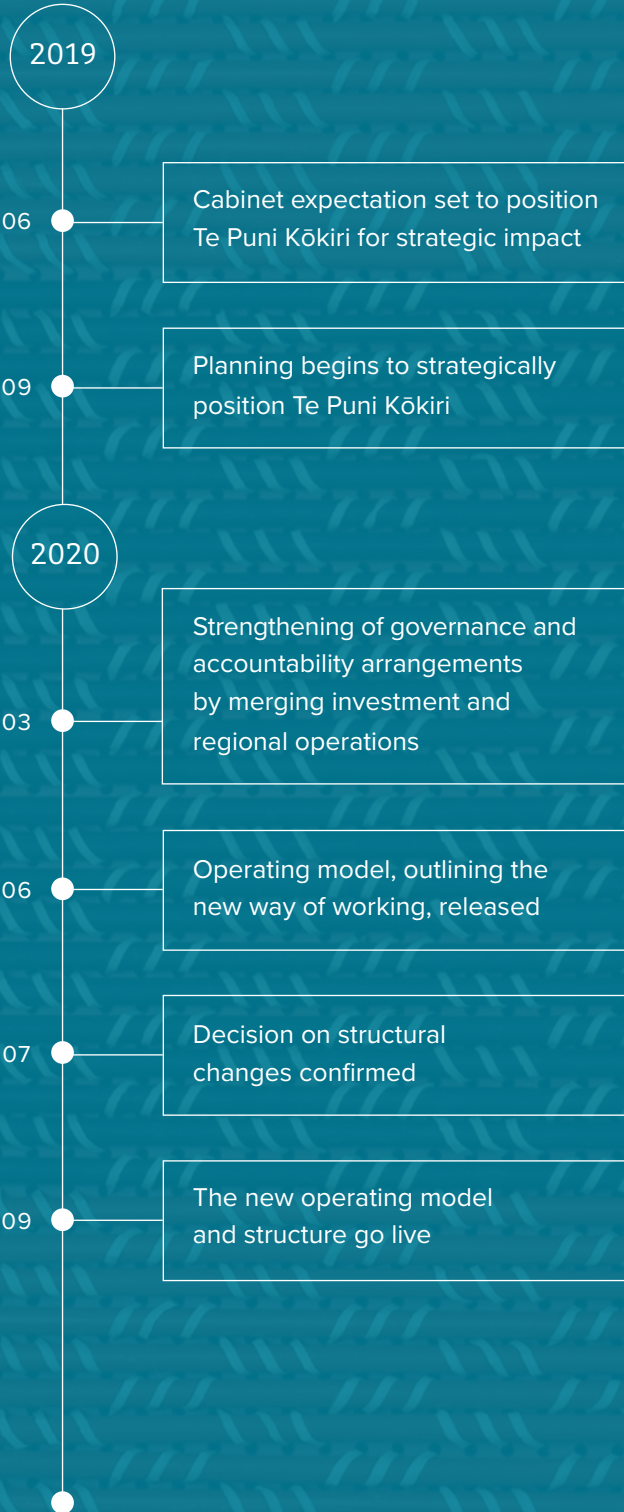 2019
06
Cabinet expectation set to position
Te Puni Kōkiri for strategic impact
09
Planning begins to strategically
position Te Puni Kōkiri
2020
03
Strengthening of governance and
accountability arrangements
by merging investment and
regional operations
06
Operating model, outlining the
new way of working, released
07
Decision on structural
changes confirmed
09
The new operating model
and structure go live